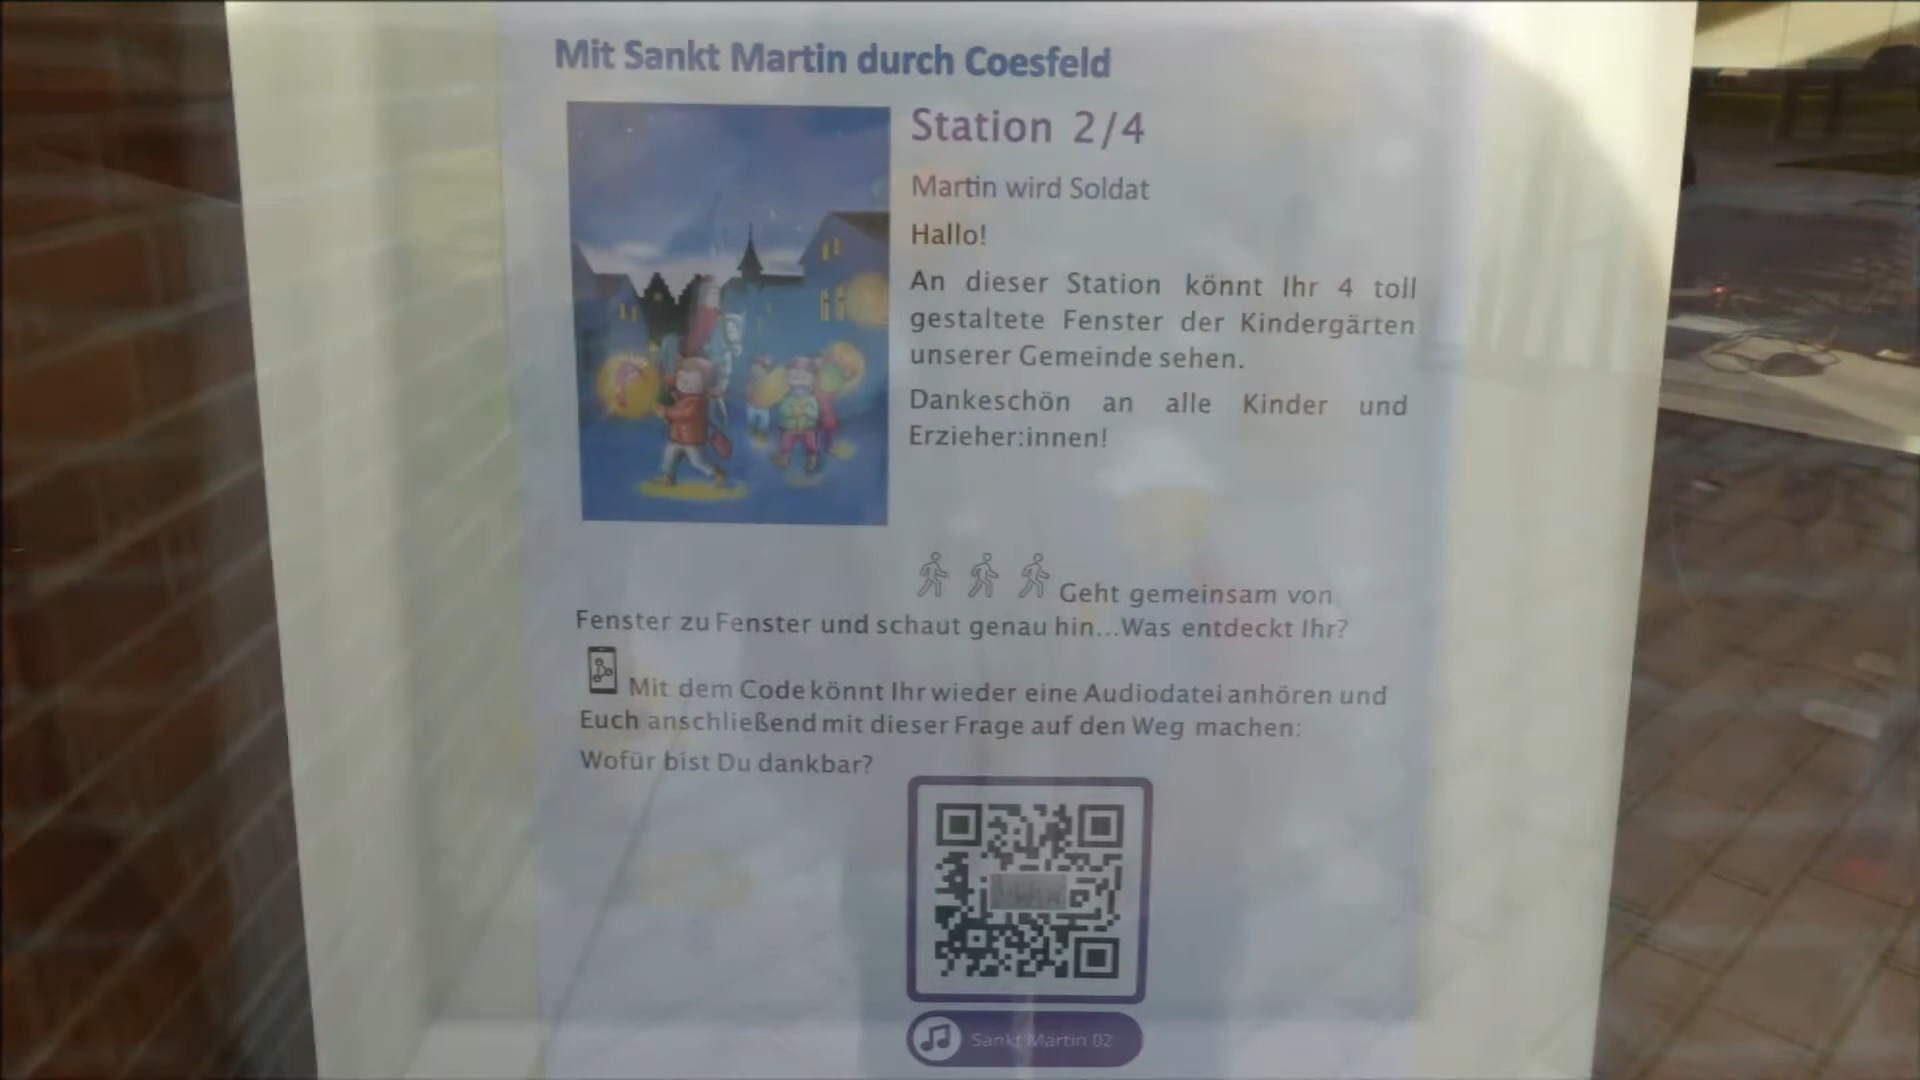 Mit Sankt Martin durch Coesfeld
Station 2/4
Martin wird Soldat
Hallo!
An dieser Station könnt Ihr 4 toll
gestaltete Fenster der Kindergärten
unserer Gemeinde sehen.
Dankeschön an alle Kinder und
Erzieher:innen!
Geht gemeinsam von
Fenster zu Fenster und schaut genau hin...Was entdeckt Ihr?
Mit dem Code könnt Ihr wieder eine Audiodatei anhören und
Euch anschließend mit dieser Frage auf den Weg machen:
Wofür bist Du dankbar?
Sankt Martin 02